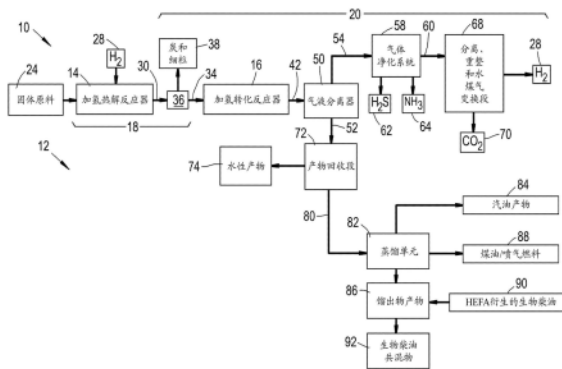 10
20
28
H2
炭和
细粒
38
58
气体
净化系统
60
68
分离、
重整和
水
煤气
变换段
28
H2
24
固体原料
14
加氢热解反应器
30
36
34
16
加氢转化反应器
42
50
气液分离器
54
18
H2S
62
NH3
64
CO2
70
52
12
74
水性产物
72
产物回收段
80
82
蒸馏单元
84
汽油产物
88
煤油/喷气燃料
86
馏出物产物
90
HEFA衍生的生物柴油
92
生物柴油
共混物